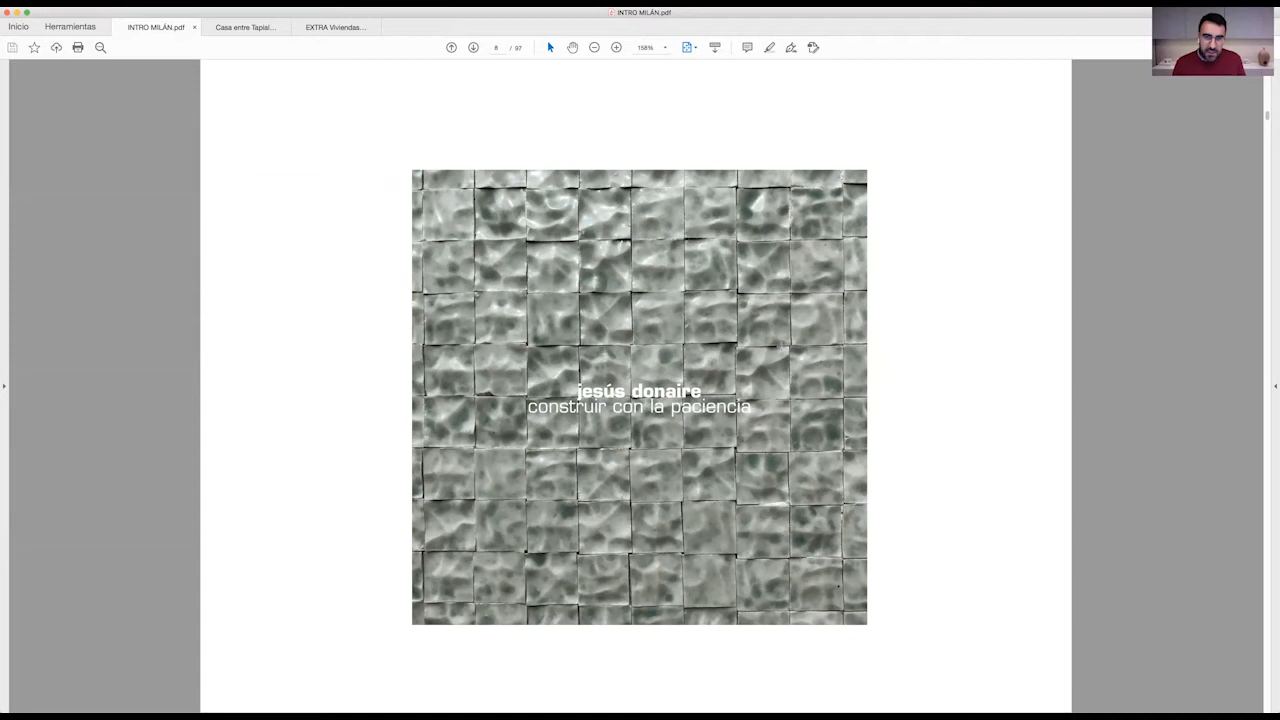 INTRO MILÁN.pdf
Inicio
Herramientas
INTRO MILÁN.pdf ×
Casa entre Tapial...
EXTRA Viviendas...
8 / 97
158%
jesús donaire
construir con la paciencia